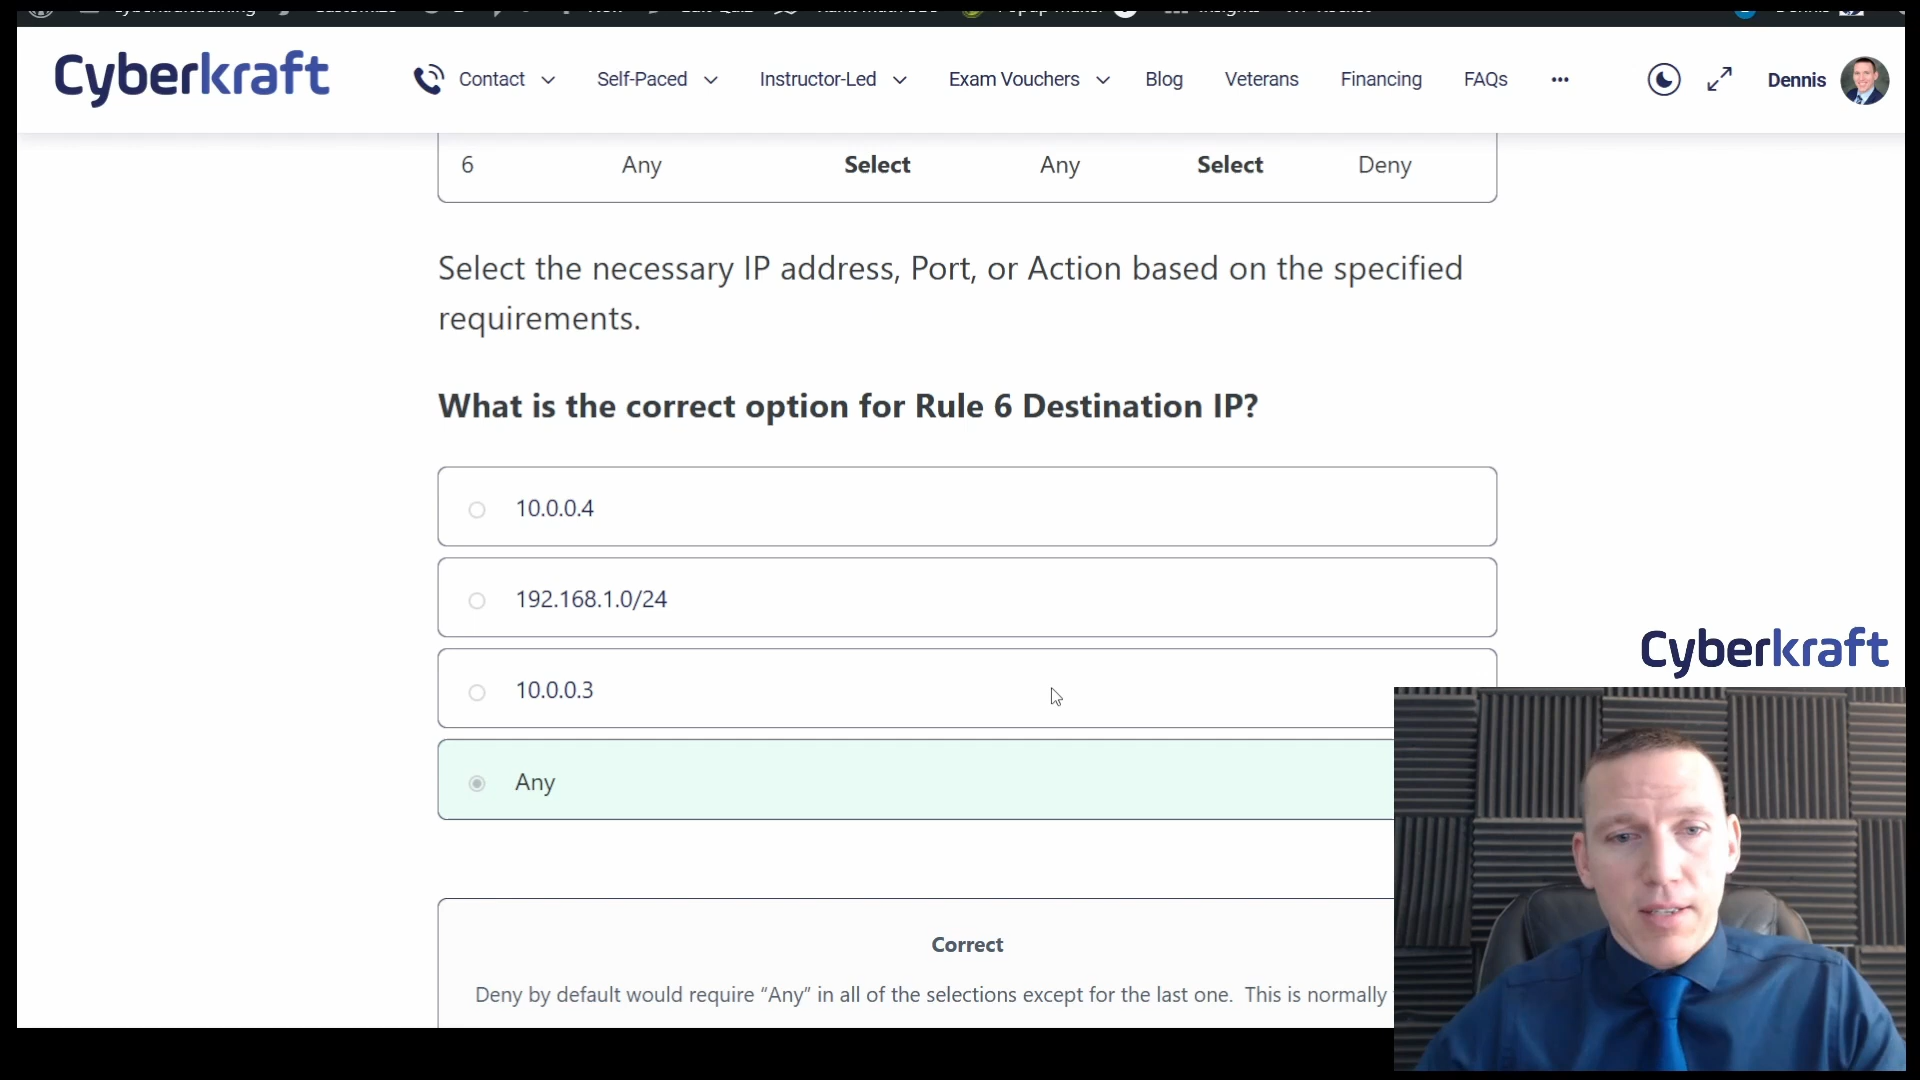 Cyberkraft
Contact
Self-Paced
Instructor-Led
Exam Vouchers
Blog
Veterans
Financing
FAQs
Dennis
6 Any Select Any Select Deny
Select the necessary IP address, Port, or Action based on the specified
requirements.
What is the correct option for Rule 6 Destination IP?
10.0.0.4
192.168.1.0/24
10.0.0.3
Any
Cyberkraft
Correct
Deny by default would require “Any” in all of the selections except for the last one. This is normally